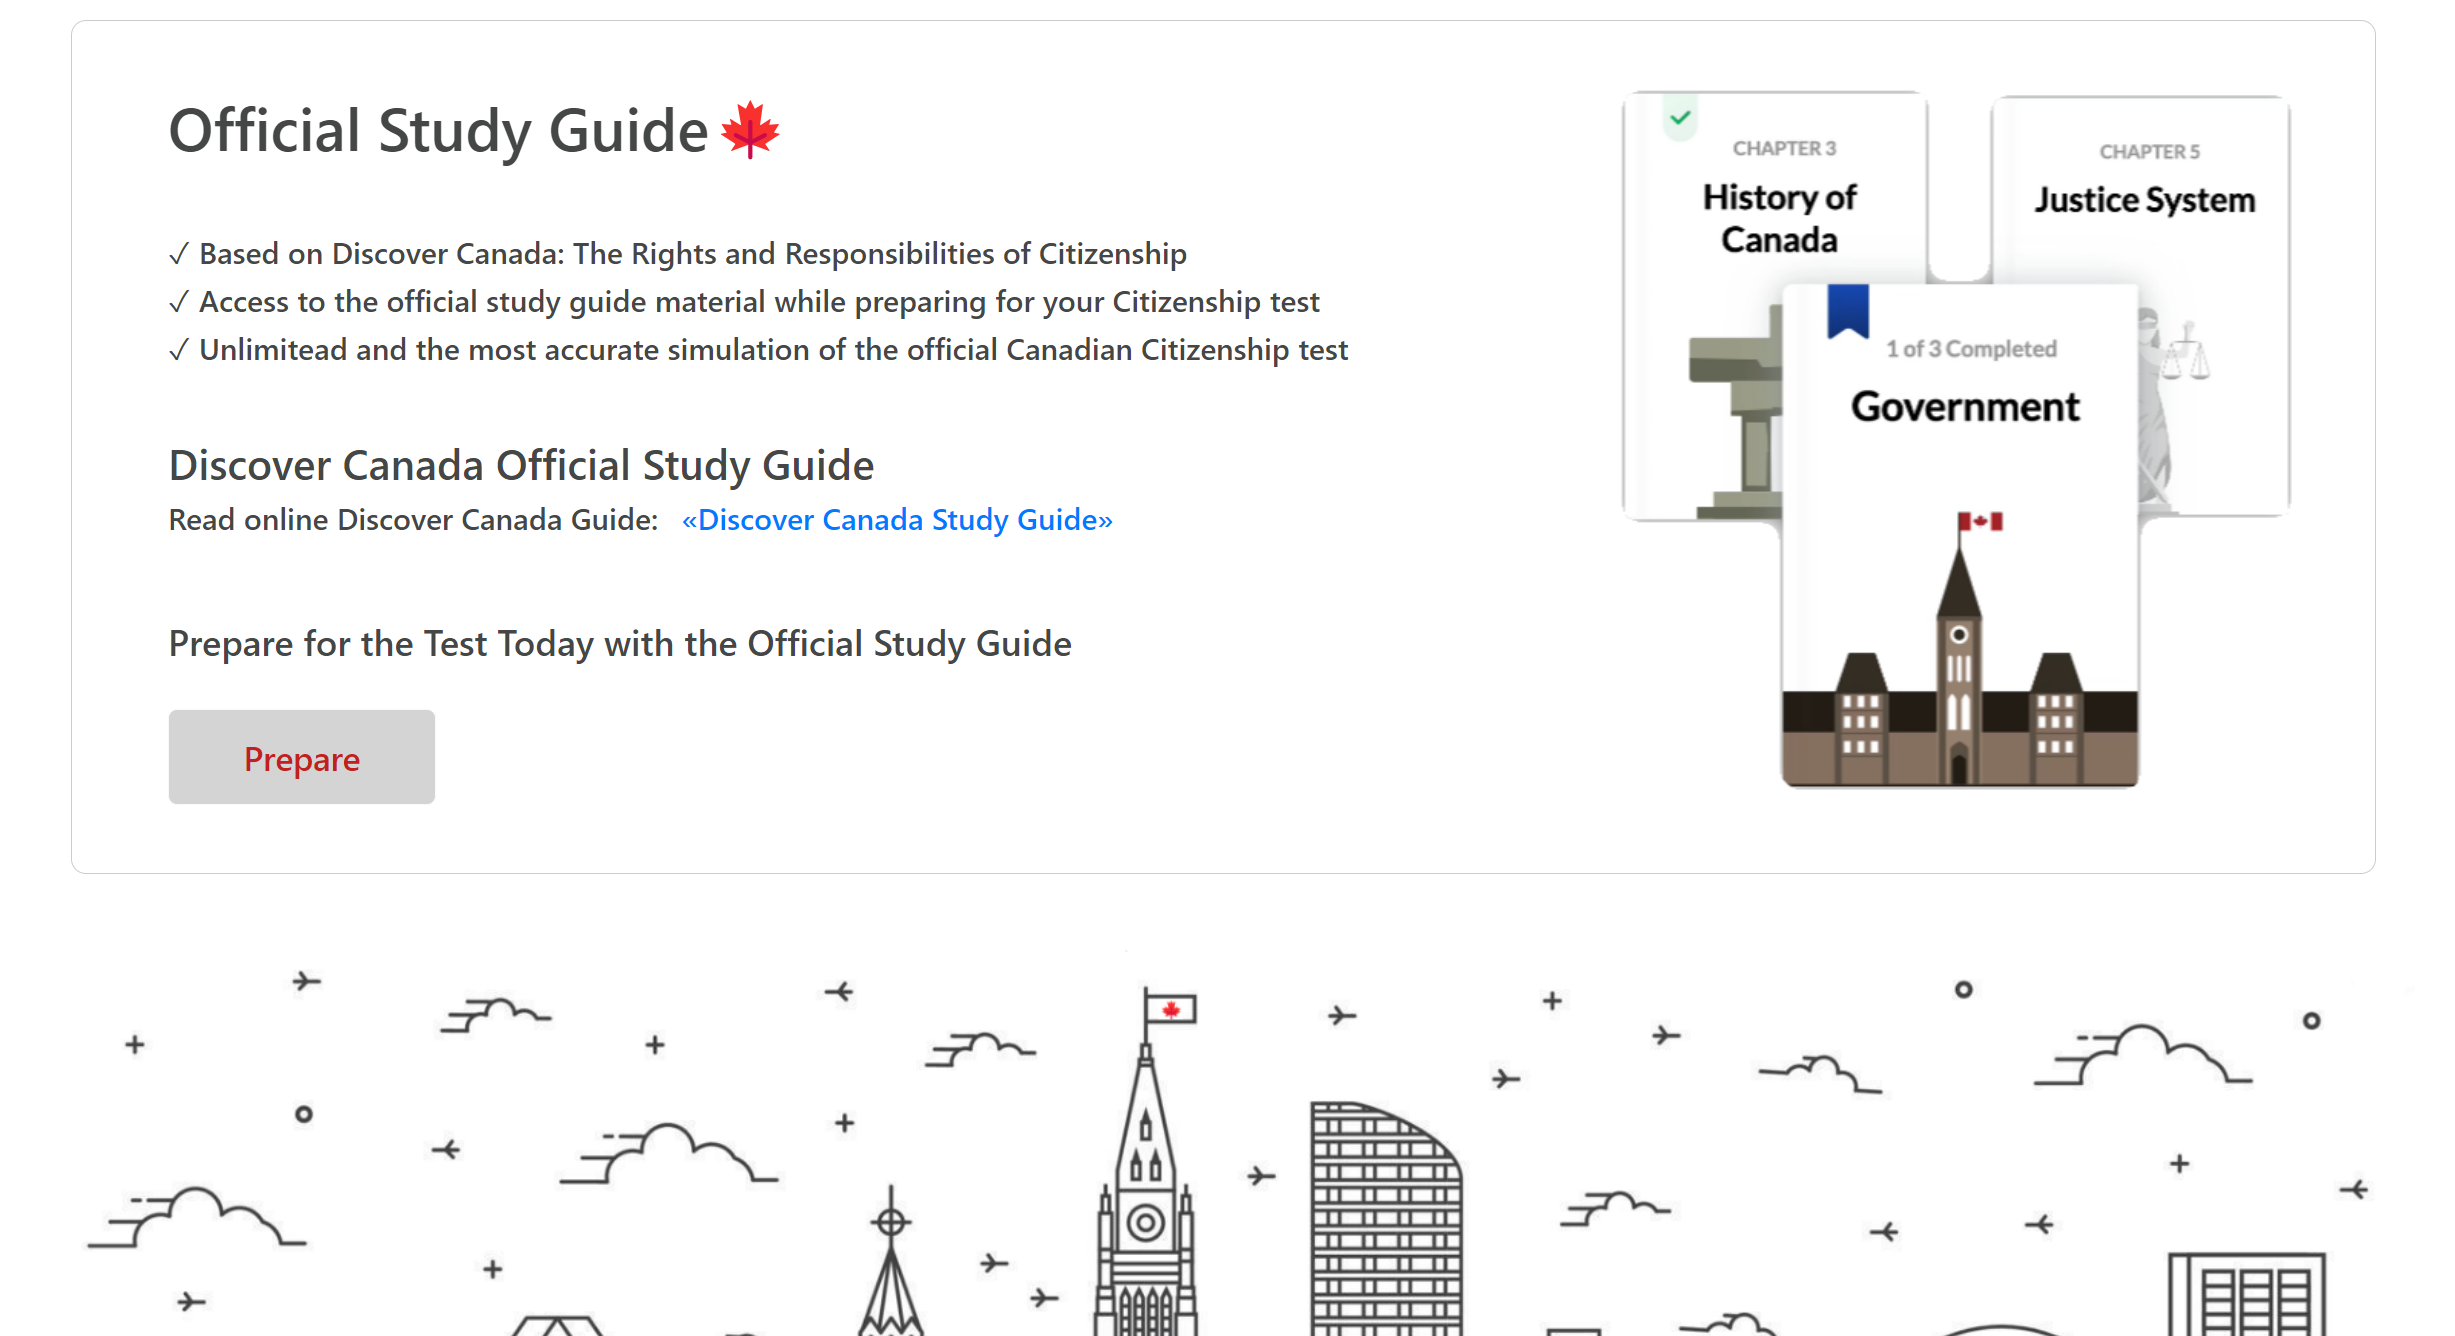 Official Study Guide
✓ Based on Discover Canada: The Rights and Responsibilities of Citizenship
✓ Access to the official study guide material while preparing for your Citizenship test
✓ Unlimitead and the most accurate simulation of the official Canadian Citizenship test
Discover Canada Official Study Guide
Read online Discover Canada Guide: «Discover Canada Study Guide»
Prepare for the Test Today with the Official Study Guide
Prepare
CHAPTER 3
History of
Canada
CHAPTER 5
Justice System
1 of 3 Completed
Government